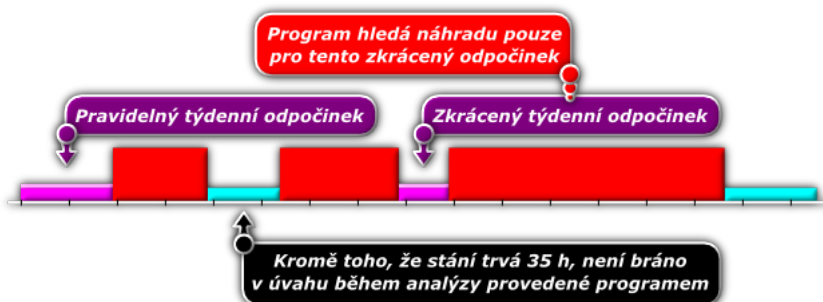 Program hledá náhradu pouze
pro tento zkrácený odpočinek
Pravidelný týdenní odpočinek
Zkrácený týdenní odpočinek
Kromě toho, že stání trvá 35 h, není bráno
v úvahu během analýzy provedené programem